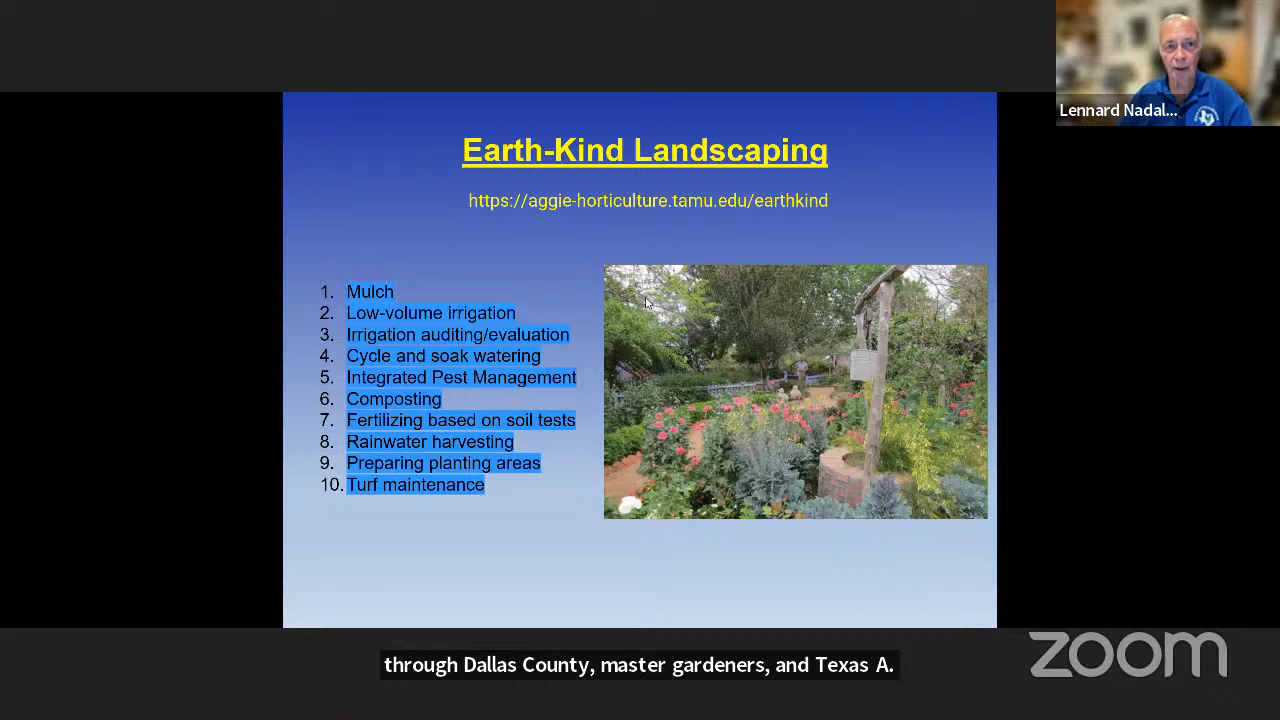 Lennard Nadal...
Earth-Kind Landscaping
https://aggie-horticulture.tamu.edu/earthkind
1. Mulch
2. Low-volume irrigation
3. Irrigation auditing/evaluation
4. Cycle and soak watering
5. Integrated Pest Management
6. Composting
7. Fertilizing based on soil tests
8. Rainwater harvesting
9. Preparing planting areas
10. Turf maintenance
through Dallas County, master gardeners, and Texas A.
zoom